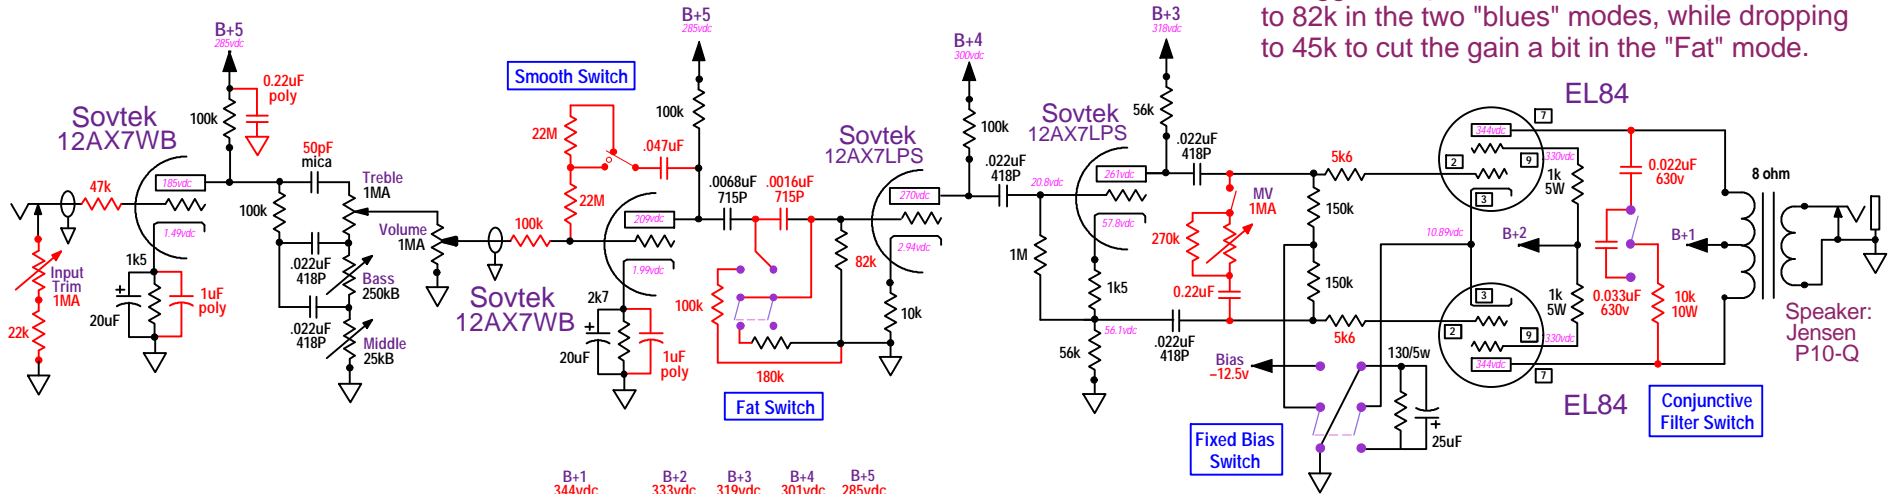 to 82k in the two "blues" modes, while dropping
to 45k to cut the gain a bit in the "Fat" mode.
B+5
285vdc
0.22uF
poly
100k
Sovtek
12AX7WB
185vdc
1.49vdc
47k
Input
Trim
1MA
22k
1k5
20uF
1uF
poly
50pF
mica
100k
Treble
1MA
.022uF
418P
Bass
250kB
.022uF
418P
Middle
25kB
Volume
1MA
Smooth Switch
22M
22M
.047uF
100k
B+5
285vdc
100k
209vdc
1.99vdc
Sovtek
12AX7WB
2k7
20uF
1uF
poly
.0068uF
715P
.0016uF
715P
100k
180k
82k
Fat Switch
Sovtek
12AX7LPS
270vdc
2.94vdc
10k
B+4
300vdc
100k
.022uF
418P
20.8vdc
1M
Sovtek
12AX7LPS
B+3
318vdc
56k
261vdc
57.8vdc
1k5
56.1vdc
56k
.022uF
418P
.022uF
418P
MV
1MA
270k
0.22uF
5k6
150k
150k
5k6
Bias
–12.5v
Fixed Bias
Switch
130/5w
25uF
EL84
344vdc
7
2
9
3
330vdc
10.89vdc
1k
5W
B+2
1k
5W
3
2
9
330vdc
344vdc
7
EL84
0.022uF
630v
0.033uF
630v
10k
10W
B+1
8 ohm
Speaker:
Jensen
P10-Q
Conjunctive
Filter Switch
B+1
344vdc
B+2
333vdc
B+3
319vdc
B+4
301vdc
B+5
285vdc